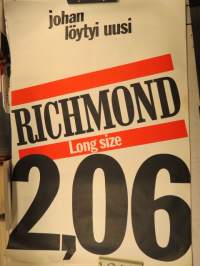 johan
löytyi uusi
RICHMOND
Long size
2,06